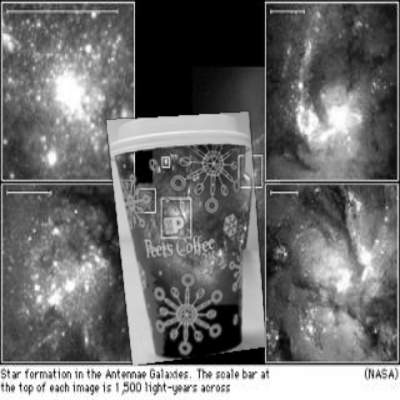 Peets Coffee
Star formation in the Antennae Galaxies. The scale bar at
the top of each image is 1,500 light-years across
(NASA)